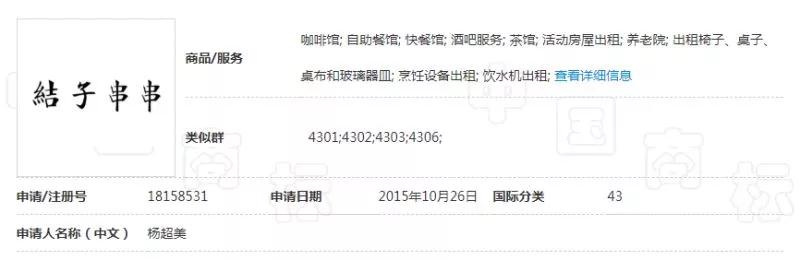 結子串串
商品/服务
咖啡馆; 自助餐馆; 快餐馆; 酒吧服务; 茶馆; 活动房屋出租; 养老院; 出租椅子、桌子、
桌布和玻璃器皿; 烹饪设备出租; 饮水机出租; 查看详细信息
类似群
4301;4302;4303;4306;
申请/注册号 18158531 申请日期 2015年10月26日 国际分类 43
申请人名称（中文） 杨超美
中国商标